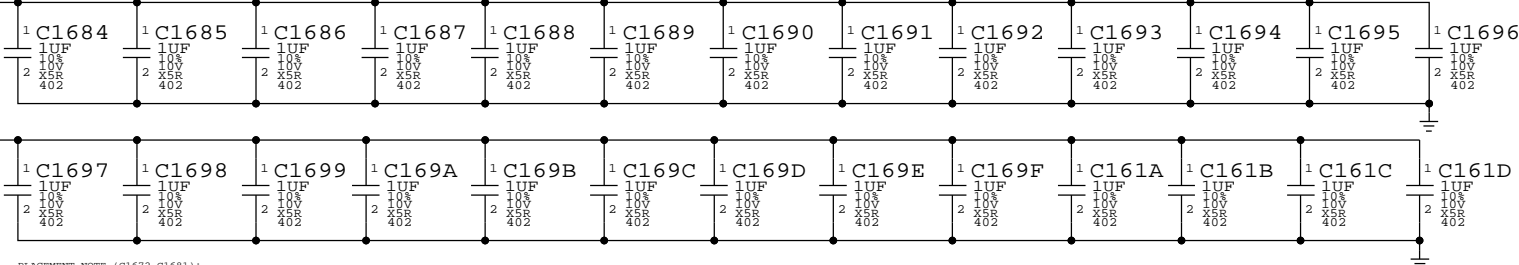 1 C1684 1 C1685 1 C1686 1 C1687 1 C1688 1 C1689 1 C1690 1 C1691 1 C1692 1 C1693 1 C1694 1 C1695 1 C1696
1UF 1UF 1UF 1UF 1UF 1UF 1UF 1UF 1UF 1UF 1UF 1UF 1UF
10% 10% 10% 10% 10% 10% 10% 10% 10% 10% 10% 10% 10%
2 10V 2 10V 2 10V 2 10V 2 10V 2 10V 2 10V 2 10V 2 10V 2 10V 2 10V 2 10V 2 10V
X5R X5R X5R X5R X5R X5R X5R X5R X5R X5R X5R X5R X5R
402 402 402 402 402 402 402 402 402 402 402 402 402
1 C1697 1 C1698 1 C1699 1 C169A 1 C169B 1 C169C 1 C169D 1 C169E 1 C169F 1 C161A 1 C161B 1 C161C 1 C161D
1UF 1UF 1UF 1UF 1UF 1UF 1UF 1UF 1UF 1UF 1UF 1UF 1UF
10% 10% 10% 10% 10% 10% 10% 10% 10% 10% 10% 10% 10%
2 10V 2 10V 2 10V 2 10V 2 10V 2 10V 2 10V 2 10V 2 10V 2 10V 2 10V 2 10V 2 10V
X5R X5R X5R X5R X5R X5R X5R X5R X5R X5R X5R X5R X5R
402 402 402 402 402 402 402 402 402 402 402 402 402
PLACEMENT_NOTE (C1672-C1681):